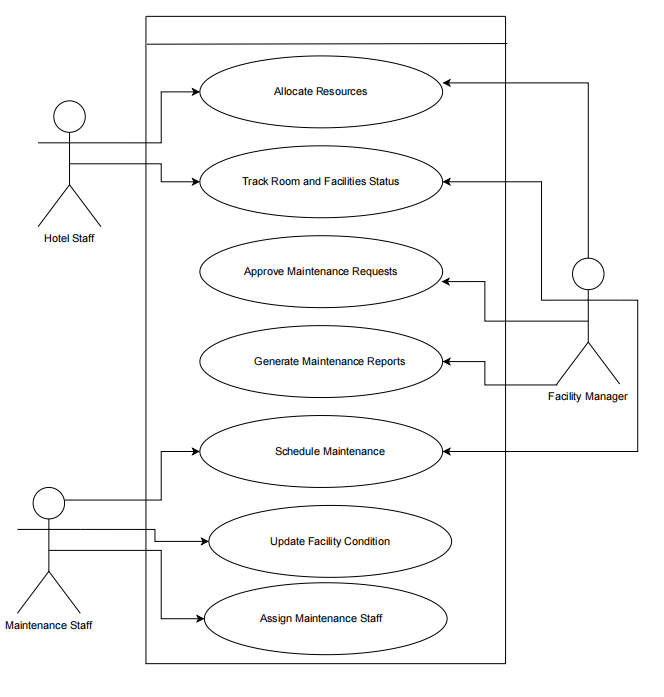 Allocate Resources
Track Room and Facilities Status
Hotel Staff
Approve Maintenance Requests
Generate Maintenance Reports
Facility Manager
Schedule Maintenance
Update Facility Condition
Assign Maintenance Staff
Maintenance Staff